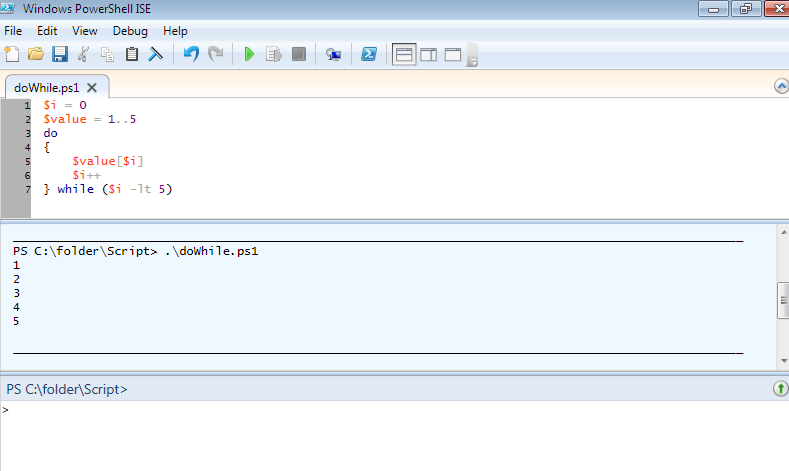 Windows PowerShell ISE
File Edit View Debug Help
doWhile.ps1
1 $i = 0
2 $value = 1..5
3 do
4 {
5 $value[$i]
6 $i++
7 } while ($i -lt 5)
PS C:\folder\Script> .\doWhile.ps1
1
2
3
4
5
PS C:\folder\Script>
>